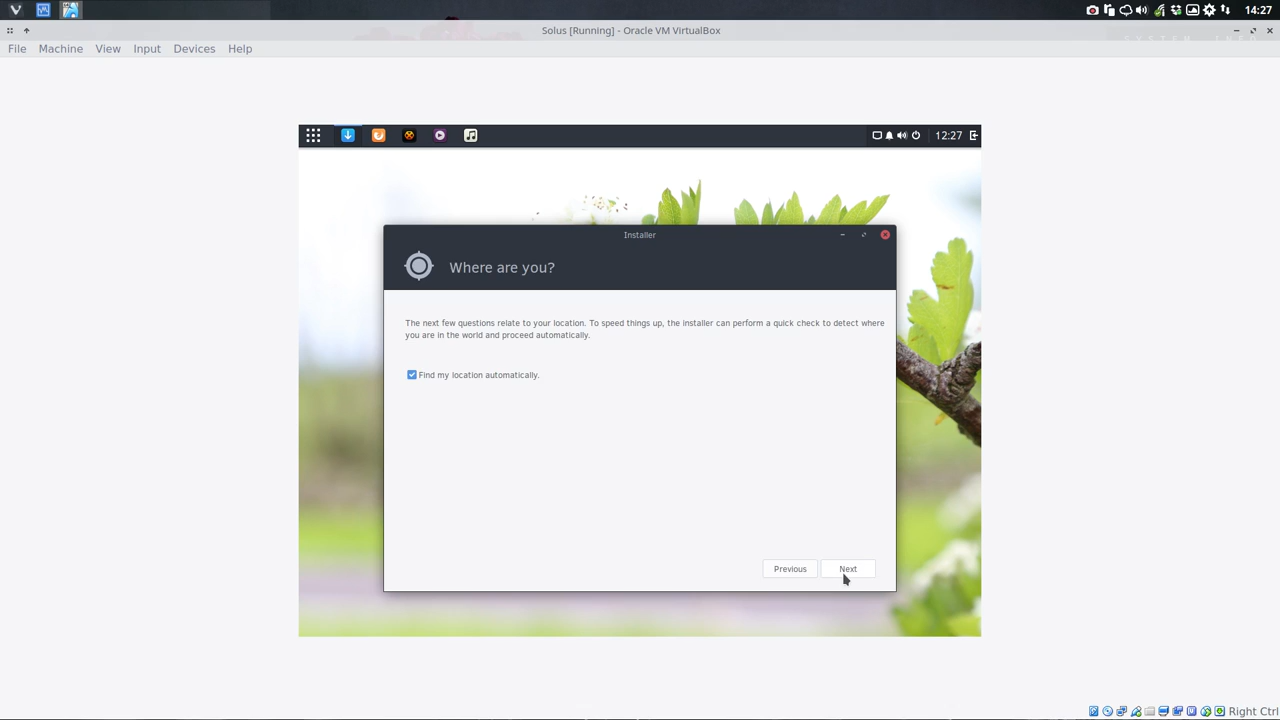 14:27
Solus [Running] - Oracle VM VirtualBox
File Machine View Input Devices Help
12:27
Installer
Where are you?
The next few questions relate to your location. To speed things up, the installer can perform a quick check to detect where
you are in the world and proceed automatically.
Find my location automatically.
Previous Next
Right Ctrl